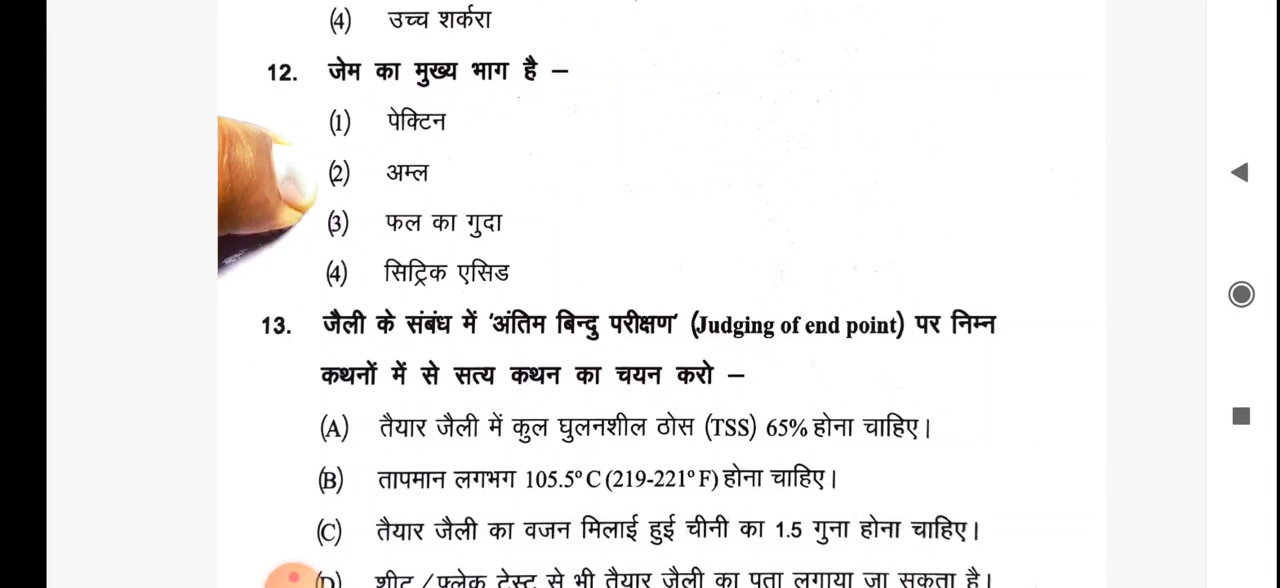 (4) उच्च शर्करा
12. जेम का मुख्य भाग है –
(1) पेक्टिन
(2) अम्ल
(3) फल का गुदा
(4) सिट्रिक एसिड
13. जैली के संबंध में 'अंतिम बिन्दु परीक्षण' (Judging of end point) पर निम्न
कथनों में से सत्य कथन का चयन करो –
(A) तैयार जैली में कुल घुलनशील ठोस (TSS) 65% होना चाहिए।
(B) तापमान लगभग 105.5° C (219-221° F) होना चाहिए।
(C) तैयार जैली का वजन मिलाई हुई चीनी का 1.5 गुना होना चाहिए।
(D) शीट / फ्लेक टेस्ट से भी तैयार जैली का पता लगाया जा सकता है।